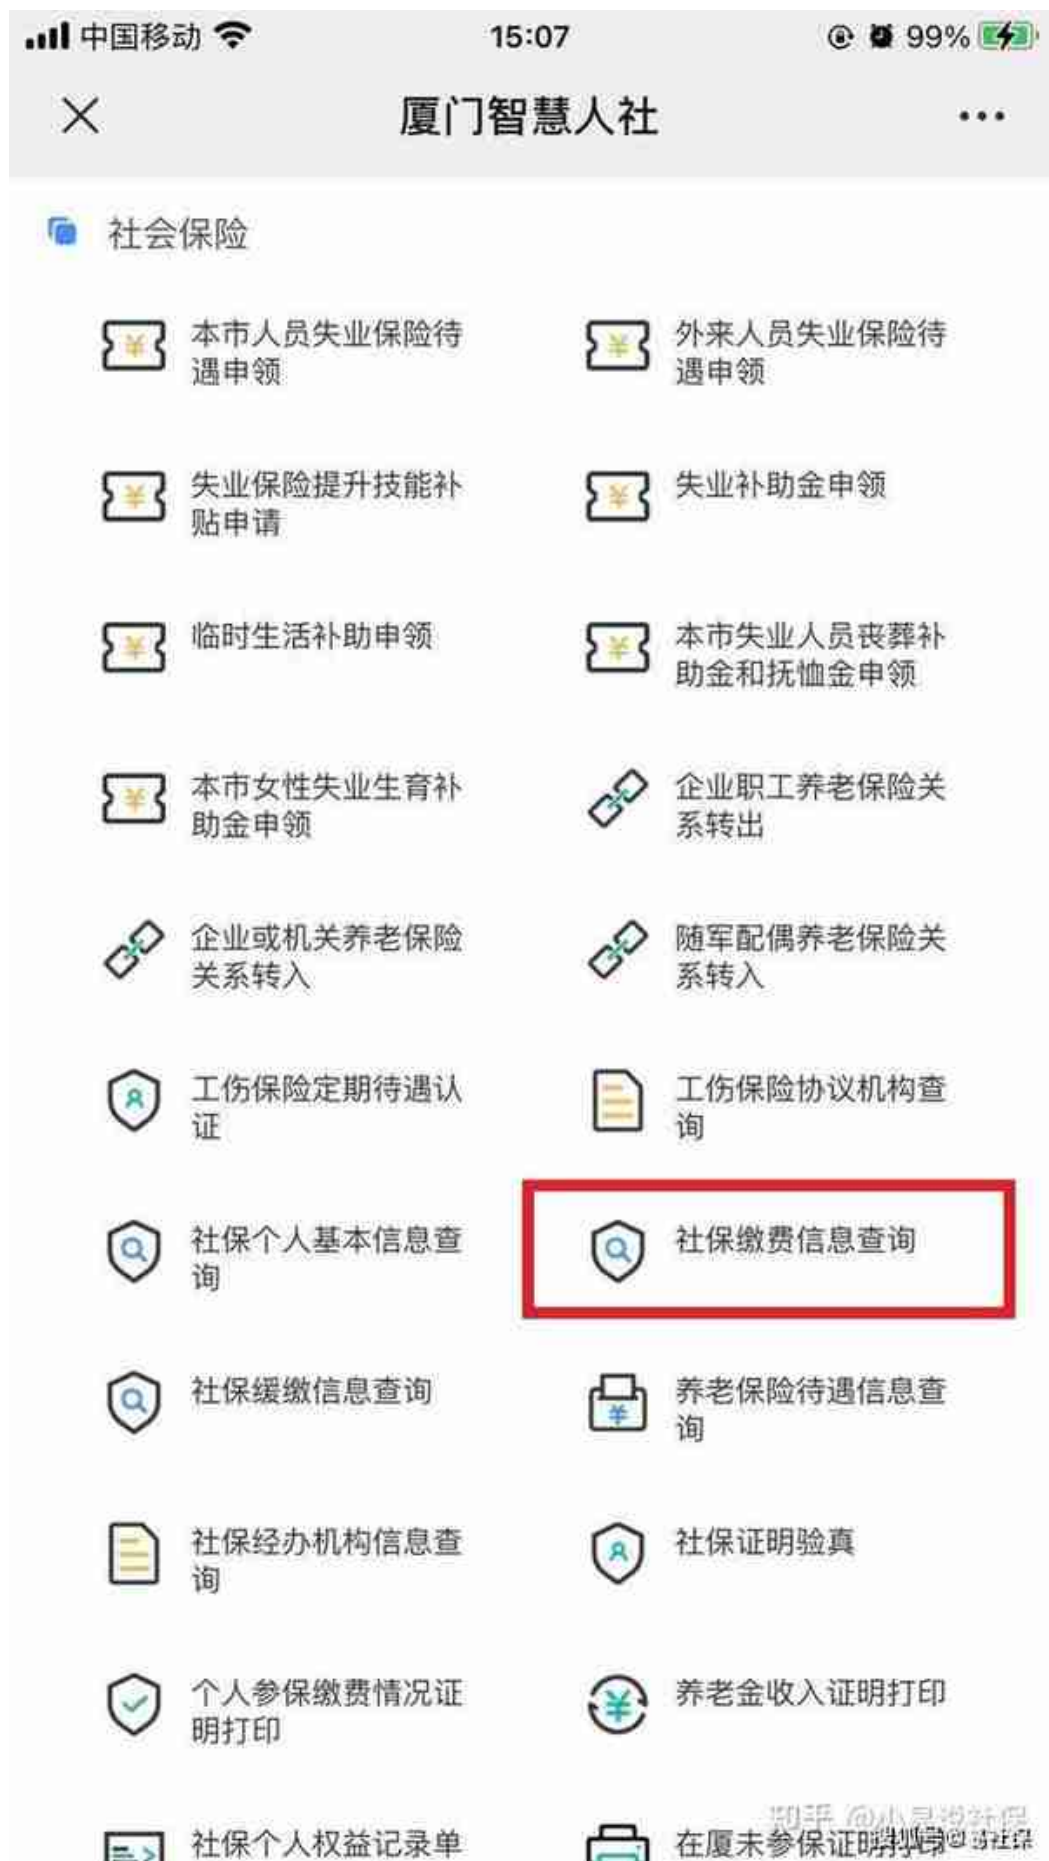 中国移动
15:07
99%
厦门智慧人社
社会保险
本市人员失业保险待
遇申领
外来人员失业保险待
遇申领
失业保险提升技能补
贴申请
失业补助金申领
临时生活补助申领
本市失业人员丧葬补
助金和抚恤金申领
本市女性失业生育补
助金申领
企业职工养老保险关
系转出
企业或机关养老保险
关系转入
随军配偶养老保险关
系转入
工伤保险定期待遇认
证
工伤保险协议机构查
询
社保个人基本信息查
询
社保缴费信息查询
社保缓缴信息查询
养老保险待遇信息查
询
社保经办机构信息查
询
社保证明验真
个人参保缴费情况证
明打印
养老金收入证明打印
社保个人权益记录单
在厦未参保证明打印
知乎